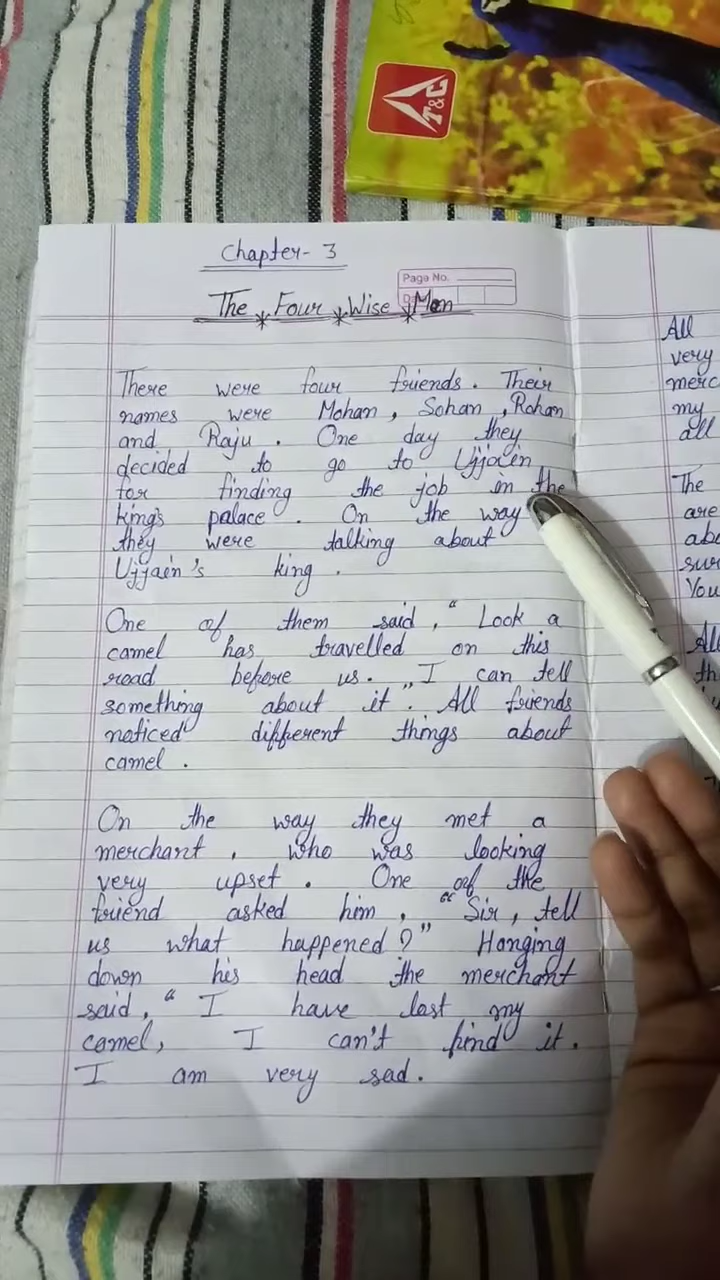 T&C
Chapter- 3
Page No.
The Four Wise Men
There were four friends. Their
names were Mohan, Sohan, Rohan
and Raju. One day they
decided to go to Ujjain
for finding the job in the
king's palace. On the way
they were talking about
Ujjain's king.
One of them said, “Look a
camel has travelled on this
road before us. ” I can tell
something about it". All friends
noticed different things about
camel.
On the way they met a
merchant, who was looking
very upset. One of the
friend asked him, “Sir, tell
us what happened?” Hanging
down his head the merchant
said, “I have lost my
camel, I can't find it.
I am very sad.
All
very
merc
my
all
The
are
abo
sur
You
All
th